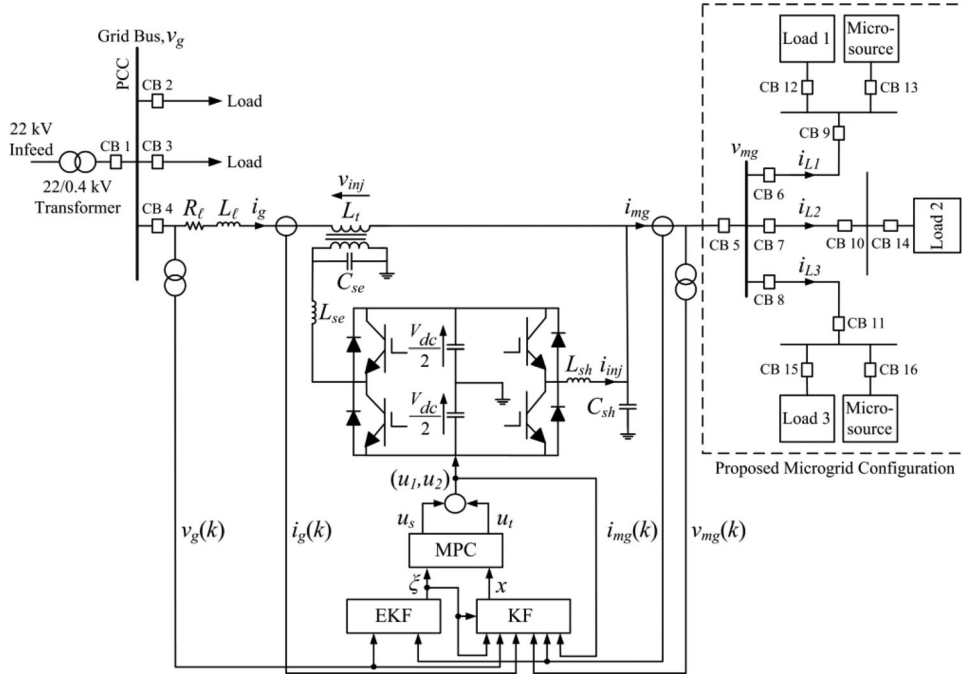 Grid Bus, v_g
PCC
CB 2
Load
22 kV
Infeed
CB 1
CB 3
Load
22/0.4 kV
Transformer
CB 4
R_ℓ
L_ℓ
i_g
v_inj
L_t
C_se
L_se
V_dc
2
V_dc
2
L_sh
i_inj
C_sh
i_mg
Load 1
Micro-
source
CB 12
CB 13
CB 9
v_mg
i_L1
CB 6
i_L2
CB 5
CB 7
CB 10
CB 14
Load 2
i_L3
CB 8
CB 11
CB 15
CB 16
Load 3
Micro-
source
Proposed Microgrid Configuration
(u_1,u_2)
u_s
u_t
v_g(k)
i_g(k)
i_mg(k)
v_mg(k)
MPC
ξ
x
EKF
KF